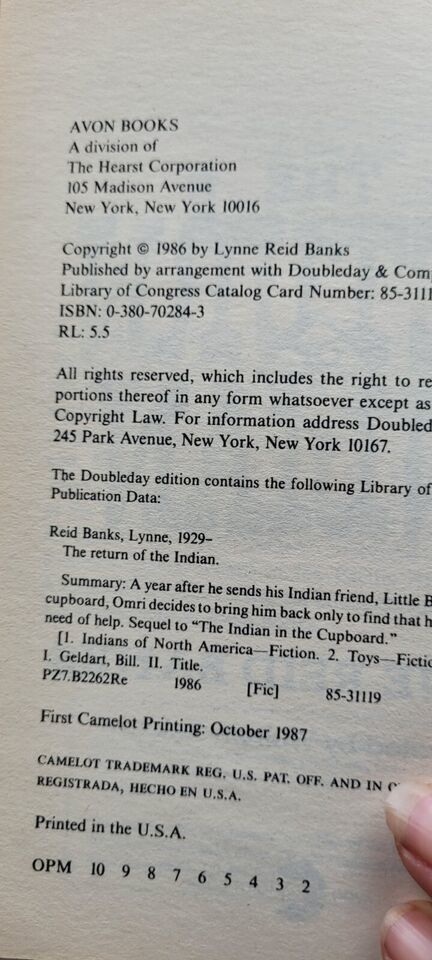 AVON BOOKS
A division of
The Hearst Corporation
105 Madison Avenue
New York, New York 10016
Copyright © 1986 by Lynne Reid Banks
Published by arrangement with Doubleday & Com
Library of Congress Catalog Card Number: 85-3111
ISBN: 0-380-70284-3
RL: 5.5
All rights reserved, which includes the right to re
portions thereof in any form whatsoever except as
Copyright Law. For information address Doubled
245 Park Avenue, New York, New York 10167.
The Doubleday edition contains the following Library of
Publication Data:
Reid Banks, Lynne, 1929–
The return of the Indian.
Summary: A year after he sends his Indian friend, Little B
cupboard, Omri decides to bring him back only to find that h
need of help. Sequel to "The Indian in the Cupboard."
[1. Indians of North America—Fiction. 2. Toys—Fictio
I. Geldart, Bill. II. Title.
PZ7.B2262Re 1986 [Fic] 85-31119
First Camelot Printing: October 1987
CAMELOT TRADEMARK REG. U.S. PAT. OFF. AND IN
REGISTRADA, HECHO EN U.S.A.
Printed in the U.S.A.
OPM 10 9 8 7 6 5 4 3 2